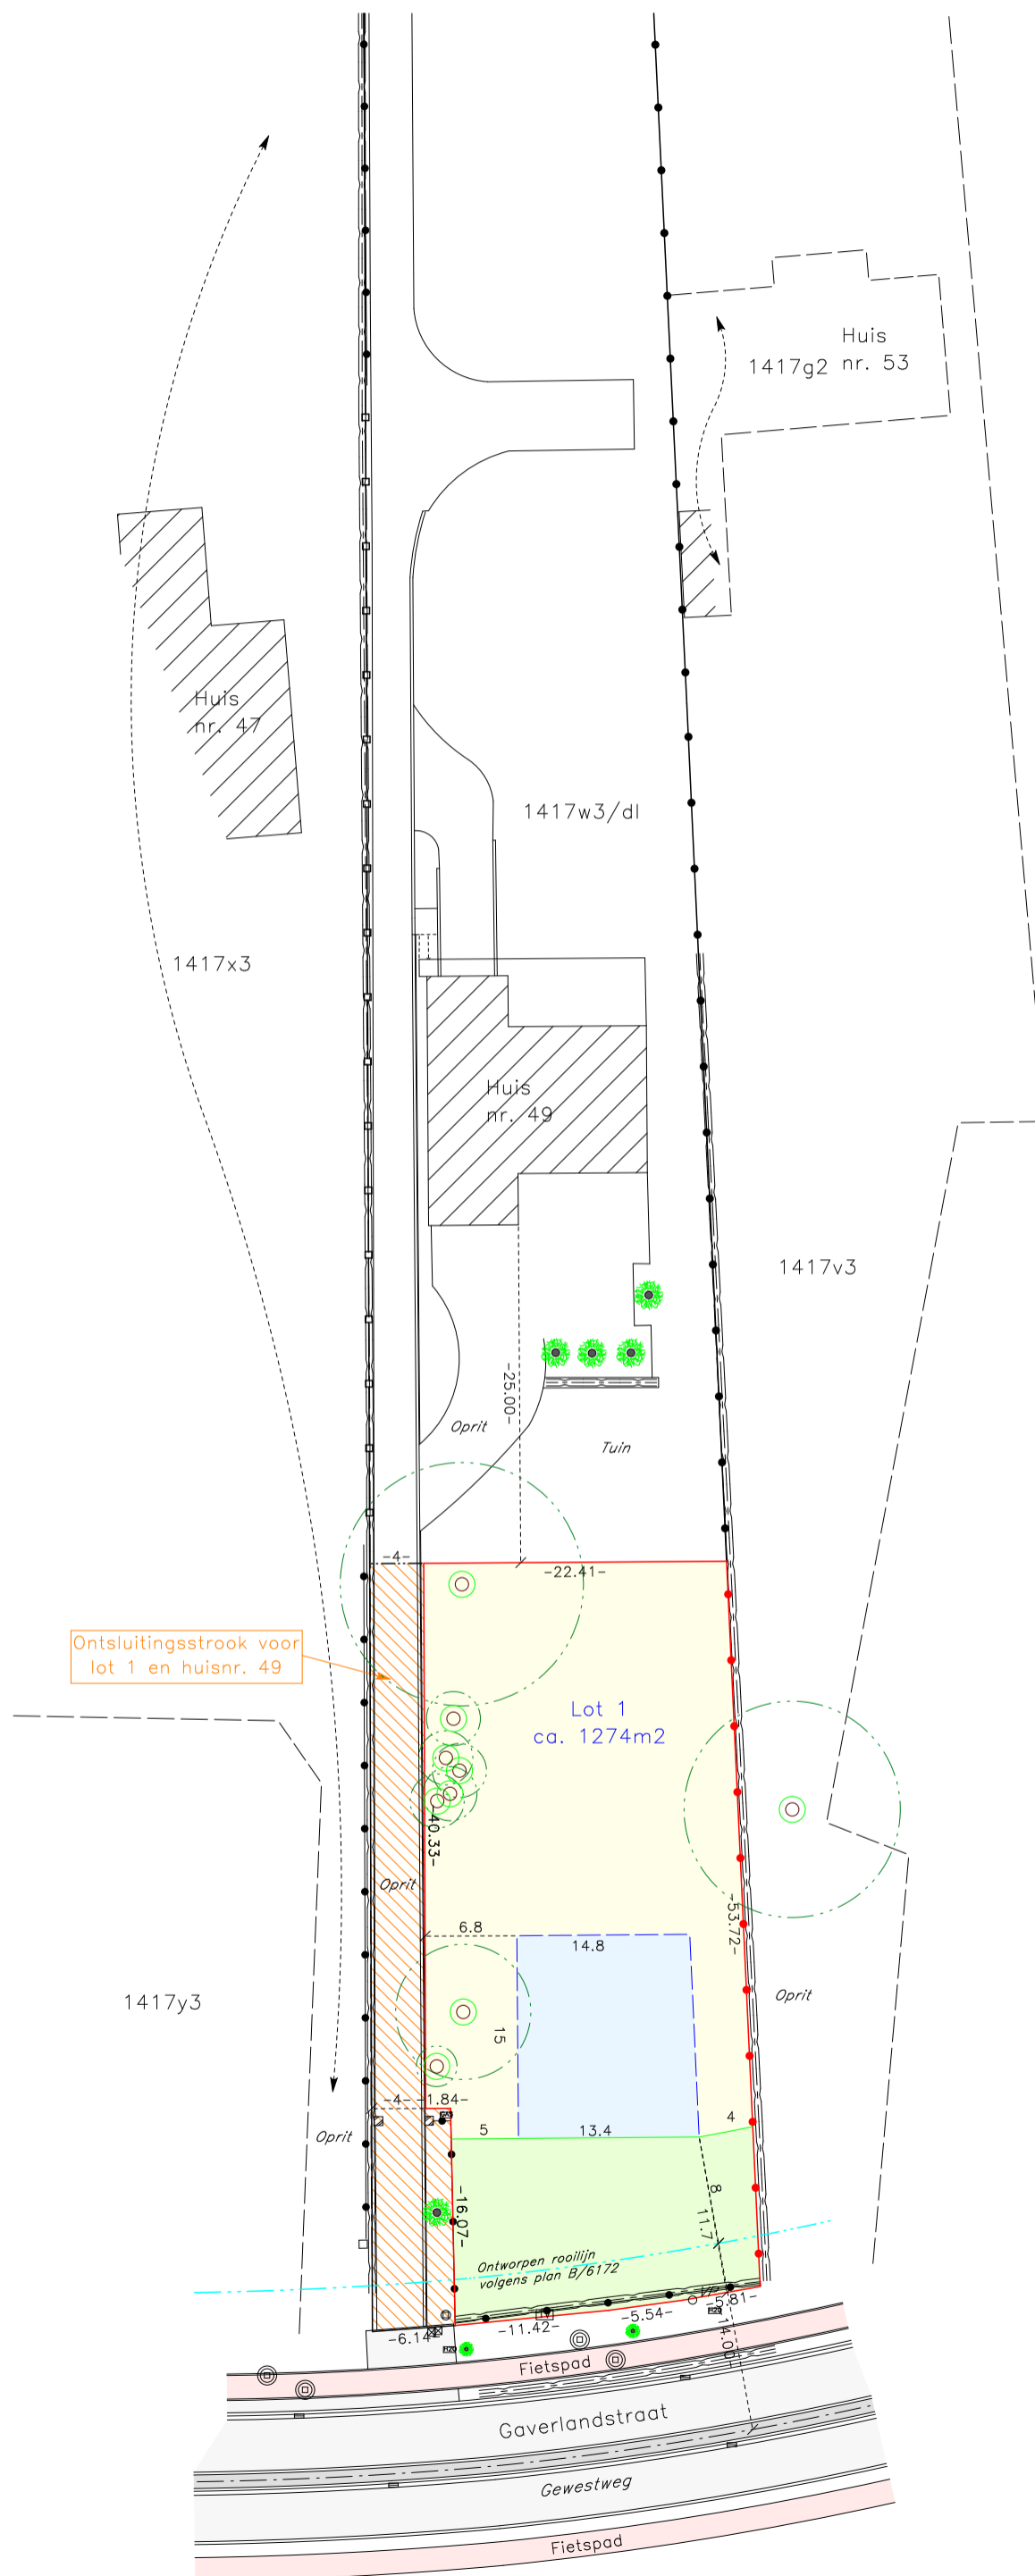 Huis
nr. 53
1417g2
Huis
nr. 47
1417w3/dl
1417x3
Huis
nr. 49
1417v3
-25.00-
Oprit
Tuin
-4-
-22.41-
Ontsluitingsstrook voor
lot 1 en huisnr. 49
Lot 1
ca. 1274m2
-40.33-
Oprit
-53.72-
6.8
14.8
Oprit
1417y3
15
-4-
-1.84-
Oprit
5
13.4
4
-16.07-
8
11.7
Ontworpen rooilijn
volgens plan B/6172
VP
-5.81-
-5.54-
-11.42-
-6.14-
H2O
H2O
-14.00-
Fietspad
Gaverlandstraat
Gewestweg
Fietspad